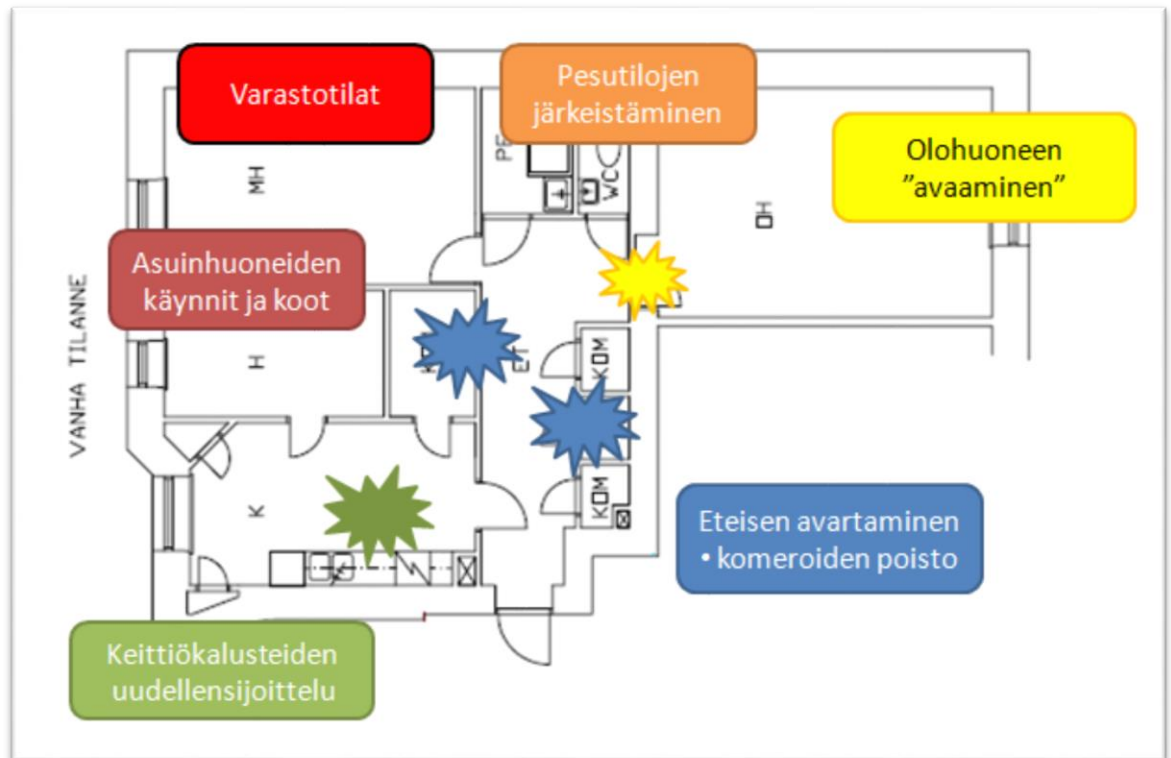 Varastotilat
Pesutilojen
järkeistäminen
Olohuoneen
”avaaminen”
MH
WC
OH
Asuinhuoneiden
käynnit ja koot
VANHA TILANNE
H
ET
KOM
K
KOM
Eteisen avartaminen
• komeroiden poisto
Keittiökalusteiden
uudellensijoittelu